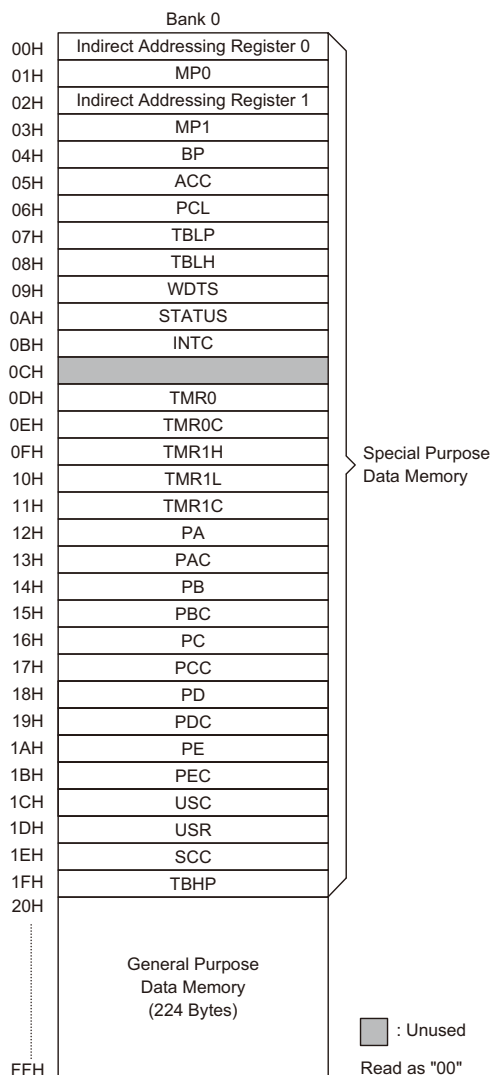 Bank 0
00H Indirect Addressing Register 0
01H MP0
02H Indirect Addressing Register 1
03H MP1
04H BP
05H ACC
06H PCL
07H TBLP
08H TBLH
09H WDTS
0AH STATUS
0BH INTC
0CH
0DH TMR0
0EH TMR0C
0FH TMR1H
10H TMR1L
11H TMR1C
12H PA
13H PAC
14H PB
15H PBC
16H PC
17H PCC
18H PD
19H PDC
1AH PE
1BH PEC
1CH USC
1DH USR
1EH SCC
1FH TBHP
20H
Special Purpose
Data Memory
General Purpose
Data Memory
(224 Bytes)
FFH
: Unused
Read as "00"